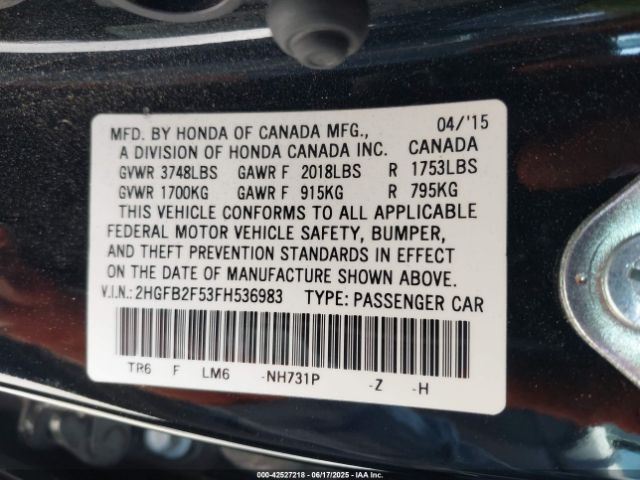 04/'15
MFD. BY HONDA OF CANADA MFG., CANADA
A DIVISION OF HONDA CANADA INC.
GVWR 3748LBS GAWR F 2018LBS R 1753LBS
GVWR 1700KG GAWR F 915KG R 795KG
THIS VEHICLE CONFORMS TO ALL APPLICABLE
FEDERAL MOTOR VEHICLE SAFETY, BUMPER,
AND THEFT PREVENTION STANDARDS IN EFFECT
ON THE DATE OF MANUFACTURE SHOWN ABOVE.
V.I.N.: 2HGFB2F53FH536983 TYPE: PASSENGER CAR
TR6 F LM6 -NH731P -Z -H
000-42527218 - 06/17/2025 - IAAI, Inc.